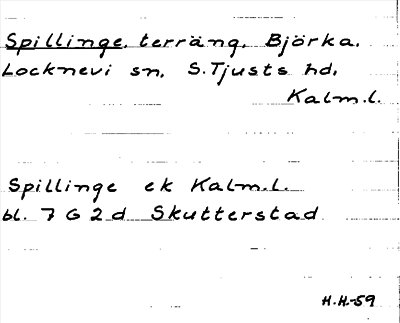 Spillinge, terräng, Björka,
Locknevi sn, S. Tjusts hd,
Kalm.l.
Spillinge ek Kalm.l.
bl. 7 G 2 d Skutterstad
H.H.-59